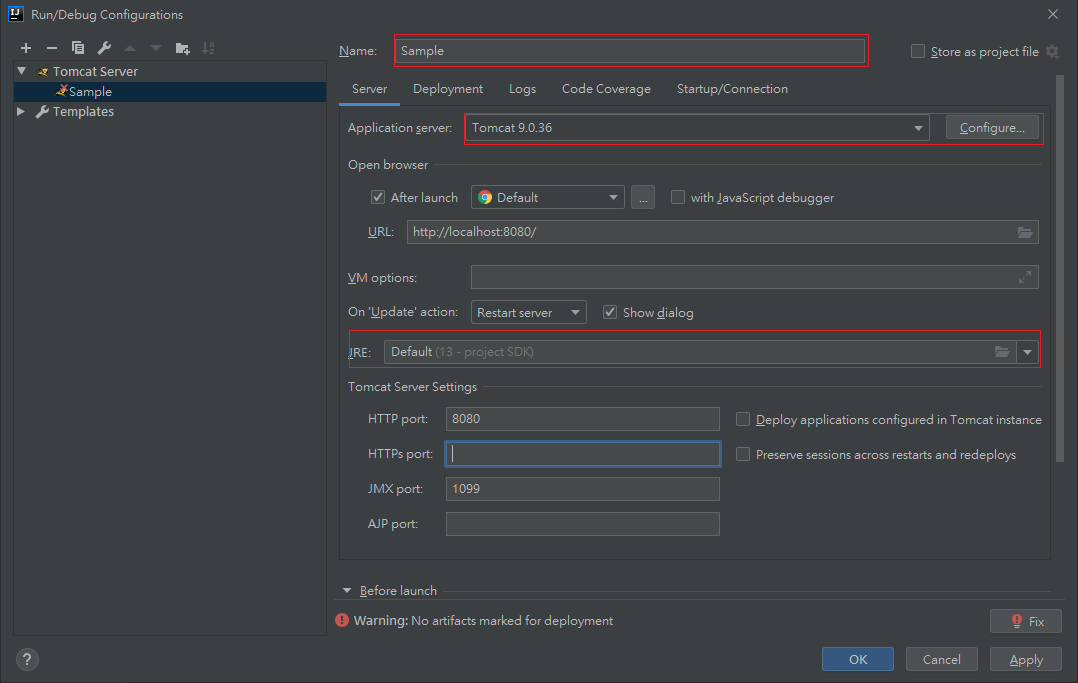 IJ Run/Debug Configurations
Tomcat Server
Sample
Templates
Name: Sample
Store as project file
Server Deployment Logs Code Coverage Startup/Connection
Application server: Tomcat 9.0.36 Configure...
Open browser
After launch Default ... with JavaScript debugger
URL: http://localhost:8080/
VM options:
On 'Update' action: Restart server Show dialog
JRE: Default (13 - project SDK)
Tomcat Server Settings
HTTP port: 8080 Deploy applications configured in Tomcat instance
HTTPs port: Preserve sessions across restarts and redeploys
JMX port: 1099
AJP port:
Before launch
Warning: No artifacts marked for deployment Fix
? OK Cancel Apply